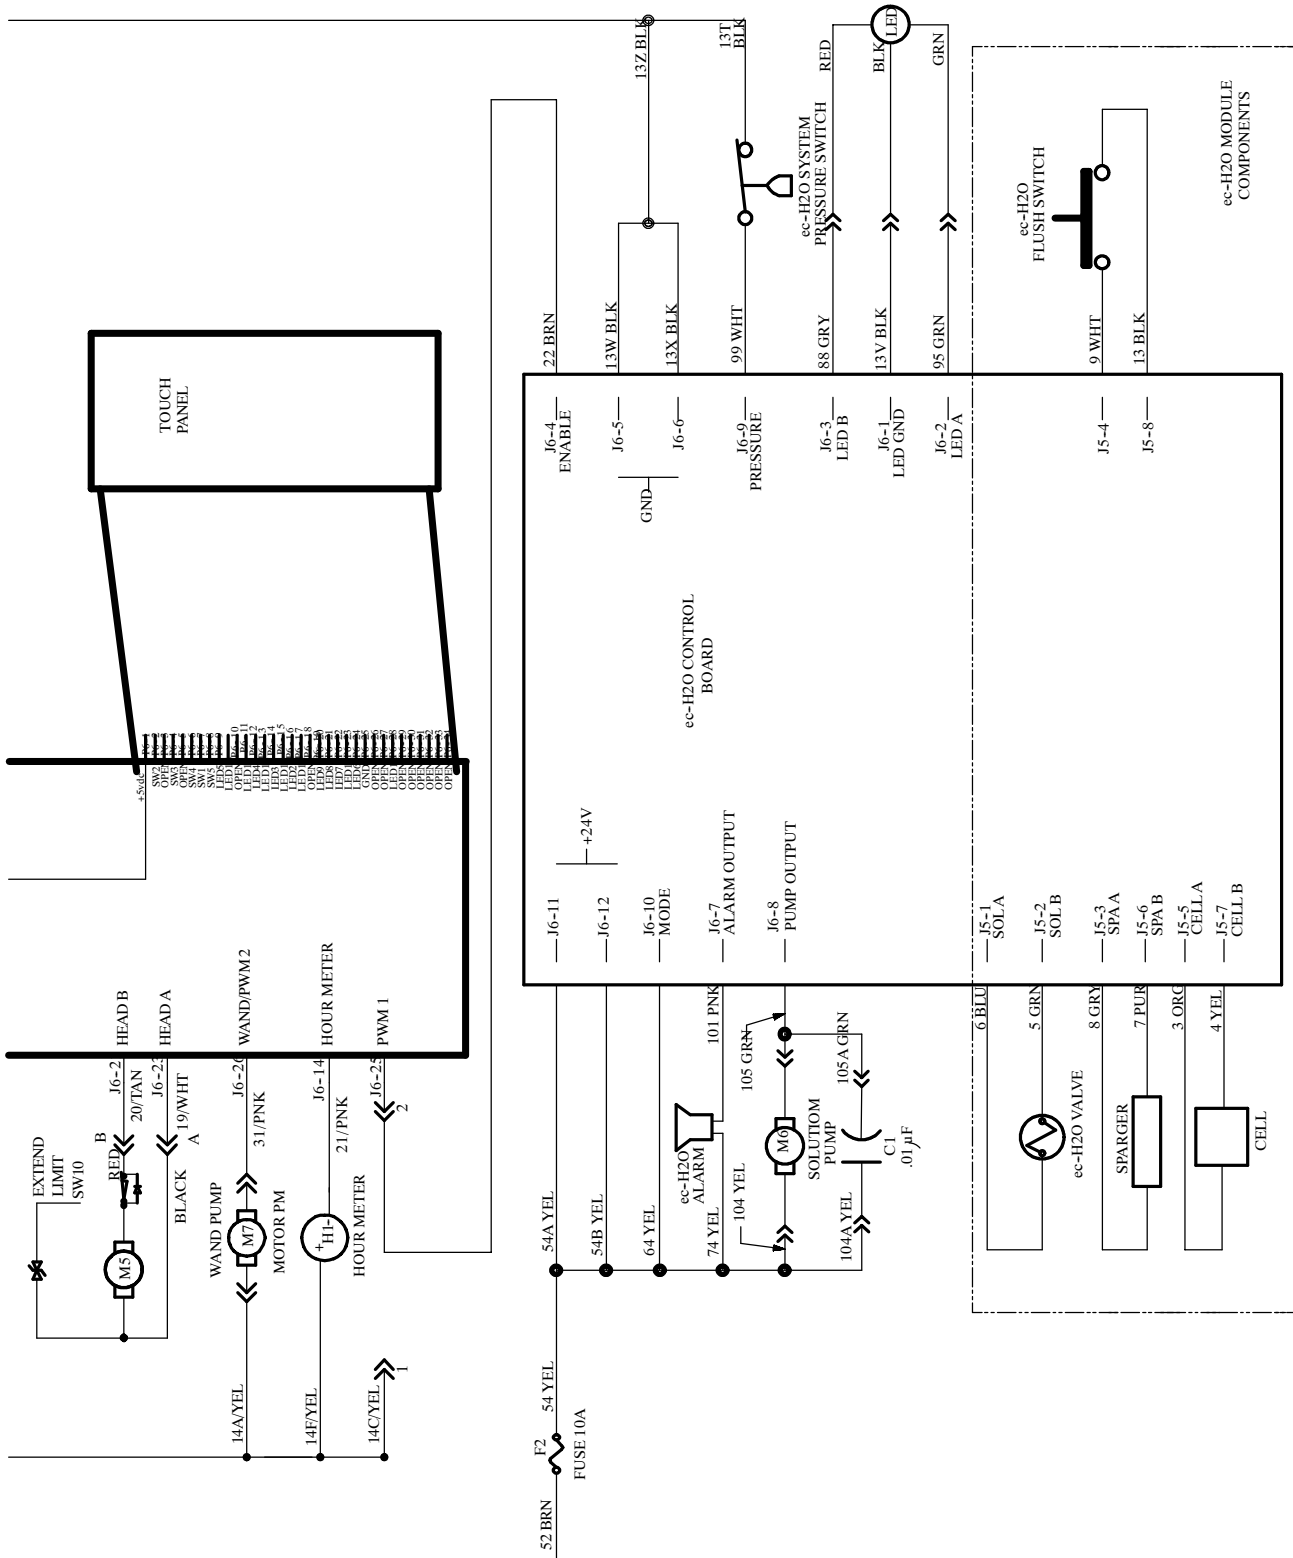 13Z BLK
13T
BLK
RED
BLK
GRN
LED
ec-H2O SYSTEM
PRESSURE SWITCH
ec-H2O
FLUSH SWITCH
ec-H2O MODULE
COMPONENTS
TOUCH
PANEL
22 BRN
13W BLK
13X BLK
99 WHT
88 GRY
13V BLK
95 GRN
9 WHT
13 BLK
J6-4
ENABLE
J6-5
J6-6
GND
J6-9
PRESSURE
J6-3
LED B
J6-1
LED GND
J6-2
LED A
J5-4
J5-8
ec-H2O CONTROL
BOARD
+5vdc
SW2
OPEN
SW3
OPEN
SW4
SW1
SW5
LED5
+24V
J6-11
J6-12
J6-10
MODE
J6-7
ALARM OUTPUT
J6-8
PUMP OUTPUT
J5-1
SOL A
J5-2
SOL B
J5-3
SPA A
J5-6
SPA B
J5-5
CELL A
J5-7
CELL B
HEAD B
HEAD A
WAND/PWM2
HOUR METER
PWM 1
J6-2
J6-23
J6-26
J6-14
J6-25
20/TAN
19/WHT
31/PNK
21/PNK
2
B
A
RED
BLACK
EXTEND
LIMIT
SW10
M5
WAND PUMP
M7
MOTOR PM
+H1-
HOUR METER
14A/YEL
14F/YEL
14C/YEL
1
101 PNK
105 GRN
105A GRN
6 BLU
5 GRN
8 GRY
7 PUR
3 ORG
4 YEL
ec-H2O
ALARM
M6
SOLUTIOM
PUMP
C1
.01µF
ec-H2O VALVE
SPARGER
CELL
54A YEL
54B YEL
64 YEL
74 YEL
104 YEL
104A YEL
54 YEL
F2
FUSE 10A
52 BRN